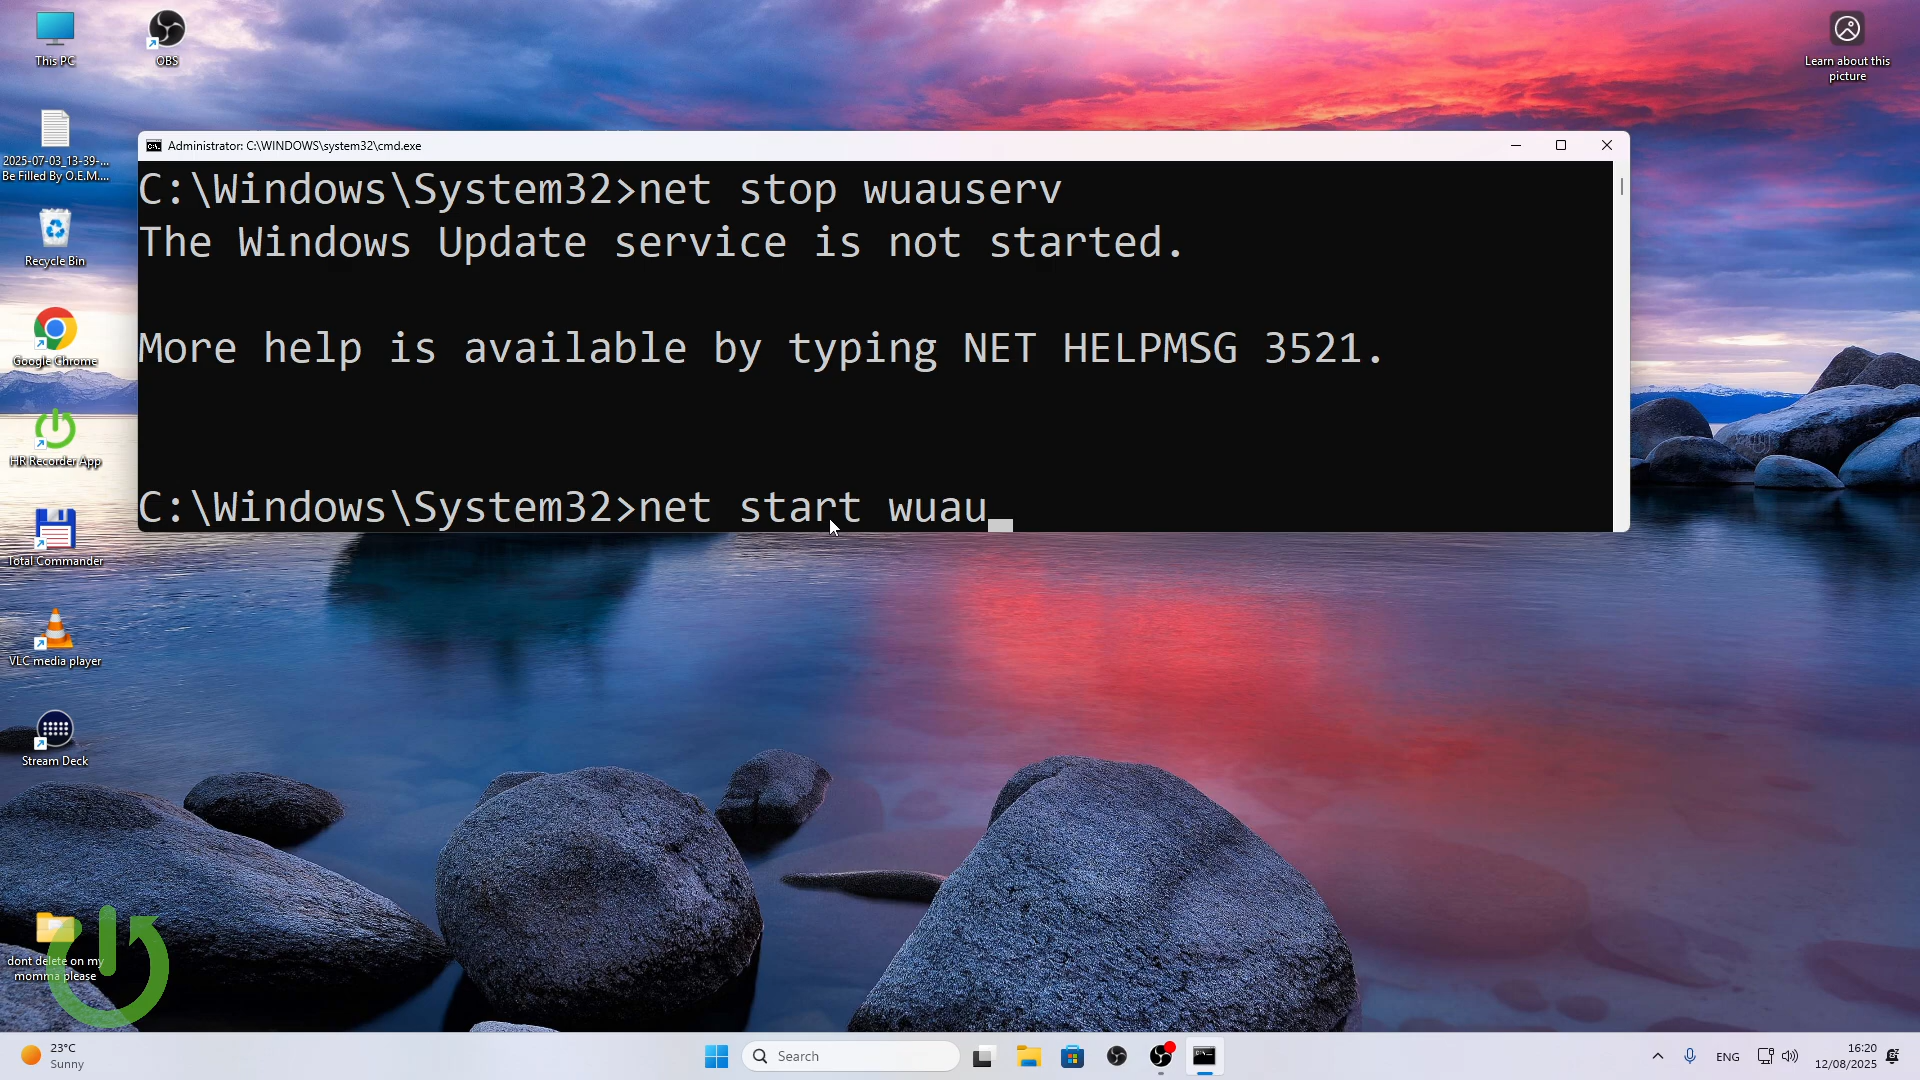 This PC
OBS
Learn about this
picture
2025-07-03_13-39-...
Be Filled By O.E.M....
Administrator: C:\WINDOWS\system32\cmd.exe
C:\Windows\System32>net stop wuauserv
The Windows Update service is not started.
More help is available by typing NET HELPMSG 3521.
C:\Windows\System32>net start wuau
Recycle Bin
Google Chrome
HR Recorder App
Total Commander
VLC media player
Stream Deck
dont delete on my
momma please
23°C
Sunny
Search
ENG
16:20
12/08/2025